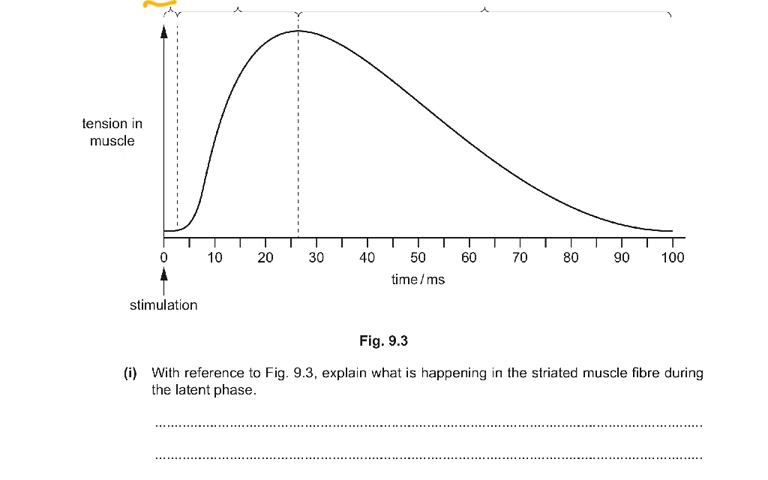 tension in
muscle
0 10 20 30 40 50 60 70 80 90 100
time / ms
stimulation
Fig. 9.3
(i) With reference to Fig. 9.3, explain what is happening in the striated muscle fibre during
the latent phase.